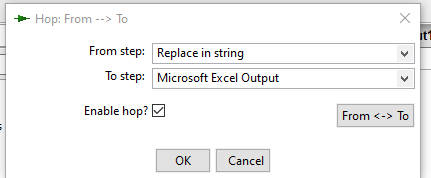 Hop: From --> To
From step: Replace in string
To step: Microsoft Excel Output
Enable hop?
From <-> To
OK Cancel